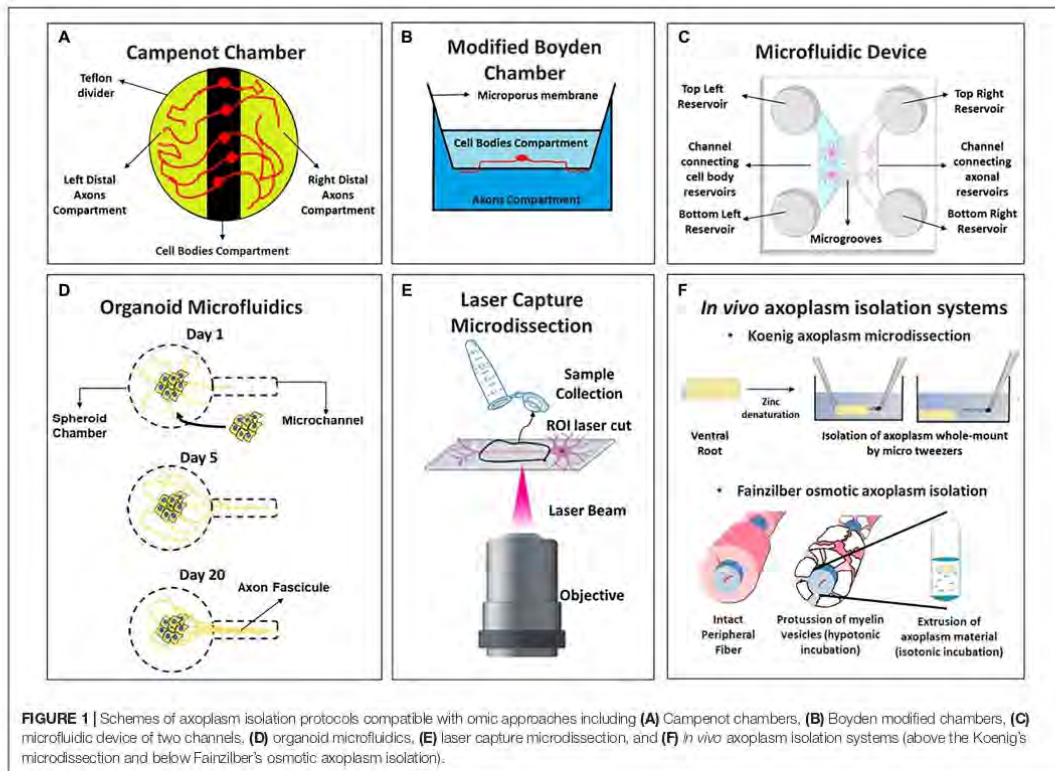 A
Campenot Chamber
Teflon
divider
Left Distal
Axons
Compartment
Right Distal
Axons
Compartment
Cell Bodies Compartment
B
Modified Boyden
Chamber
Microporus membrane
Cell Bodies Compartment
Axons Compartment
C
Microfluidic Device
Top Left
Reservoir
Top Right
Reservoir
Channel
connecting
cell body
reservoirs
Channel
connecting
axonal
reservoirs
Bottom Left
Reservoir
Bottom Right
Reservoir
Microgrooves
D
Organoid Microfluidics
Day 1
Spheroid
Chamber
Microchannel
Day 5
Day 20
Axon Fascicule
E
Laser Capture
Microdissection
Sample
Collection
ROI laser cut
Laser Beam
Objective
F
In vivo axoplasm isolation systems
• Koenig axoplasm microdissection
Zinc
denaturation
Ventral
Root
Isolation of axoplasm whole-mount
by micro tweezers
• Fainzilber osmotic axoplasm isolation
Intact
Peripheral
Fiber
Protussion of myelin
vesicles (hypotonic
incubation)
Extrusion of
axoplasm material
(isotonic incubation)
FIGURE 1 | Schemes of axoplasm isolation protocols compatible with omic approaches including (A) Campenot chambers, (B) Boyden modified chambers, (C)
microfluidic device of two channels, (D) organoid microfluidics, (E) laser capture microdissection, and (F) In vivo axoplasm isolation systems (above the Koenig's
microdissection and below Fainzilber's osmotic axoplasm isolation).